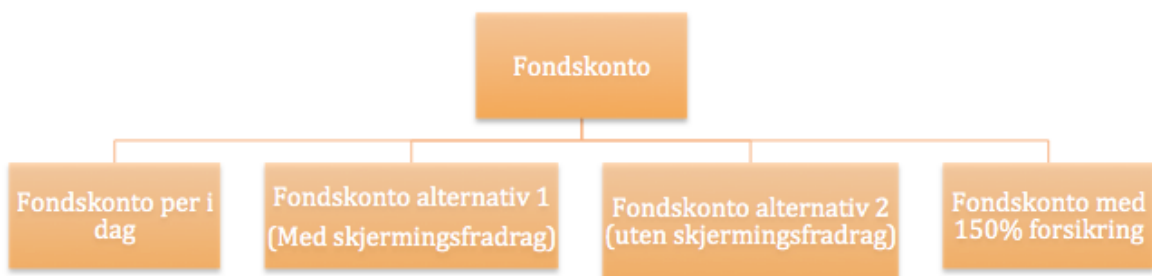 Fondskonto
Fondskonto per i
dag
Fondskonto alternativ 1
(Med skjermingsfradrag)
Fondskonto alternativ 2
(uten skjermingsfradrag)
Fondskonto med
150% forsikring